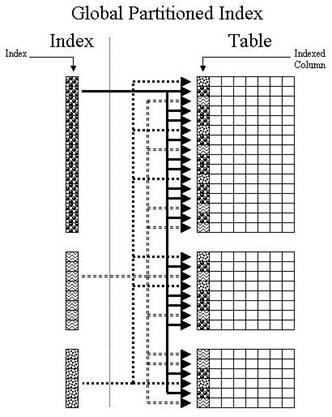 Global Partitioned Index
Index
Table
Index
Indexed
Column